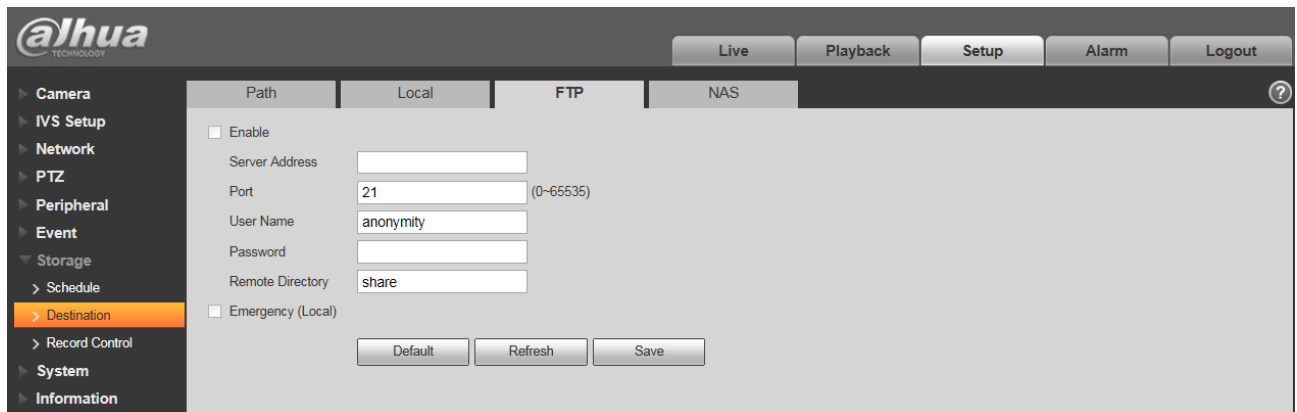 alhua
TECHNOLOGY
Live Playback Setup Alarm Logout
Camera
IVS Setup
Network
PTZ
Peripheral
Event
Storage
Schedule
Destination
Record Control
System
Information
Path Local FTP NAS ?
Enable
Server Address
Port 21 (0~65535)
User Name anonymity
Password
Remote Directory share
Emergency (Local)
Default Refresh Save